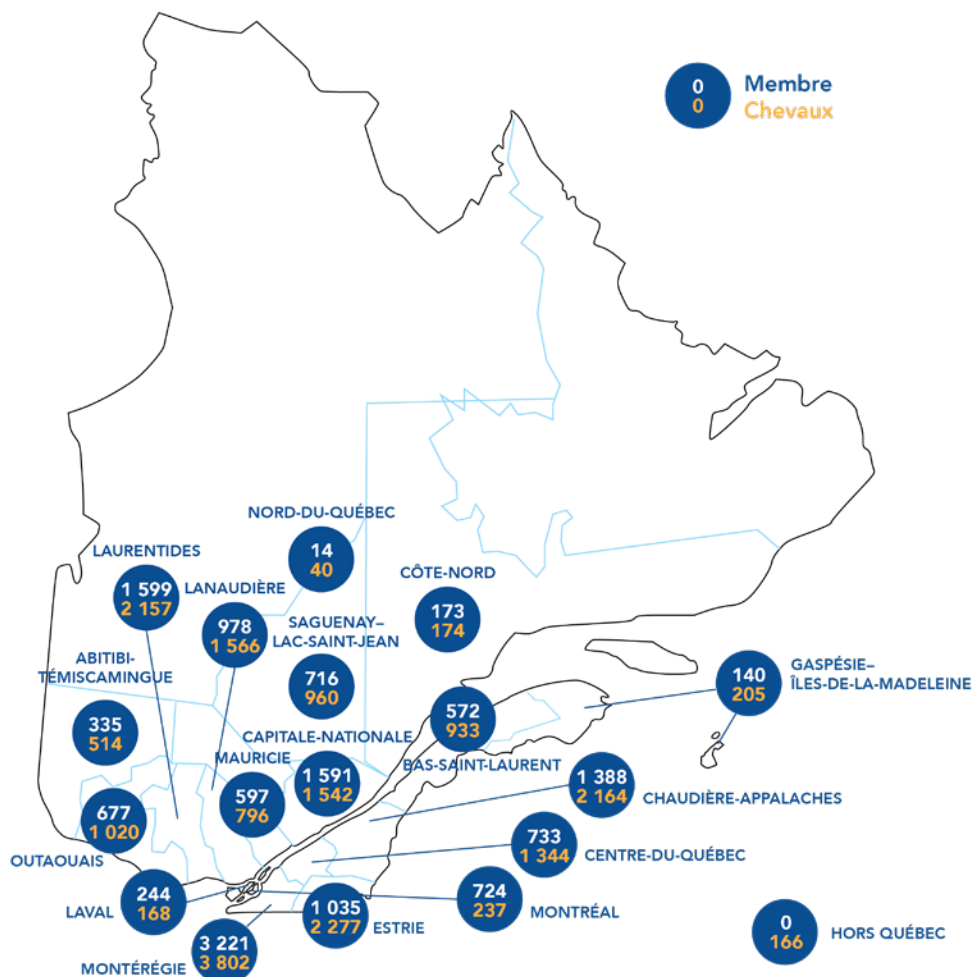 0 Membre
0 Chevaux
NORD-DU-QUÉBEC
14
40
LAURENTIDES
1 599
2 157
LANAUDIÈRE
978
1 566
CÔTE-NORD
173
174
SAGUENAY–
LAC-SAINT-JEAN
716
960
ABITIBI-
TÉMISCAMINGUE
335
514
GASPÉSIE–
ÎLES-DE-LA-MADELEINE
140
205
572
933
BAS-SAINT-LAURENT
CAPITALE-NATIONALE
1 591
1 542
MAURICIE
597
796
1 388
2 164
CHAUDIÈRE-APPALACHES
677
1 020
OUTAOUAIS
733
1 344
CENTRE-DU-QUÉBEC
244
168
LAVAL
724
237
MONTRÉAL
1 035
2 277
ESTRIE
3 221
3 802
MONTÉRÉGIE
0
166
HORS QUÉBEC